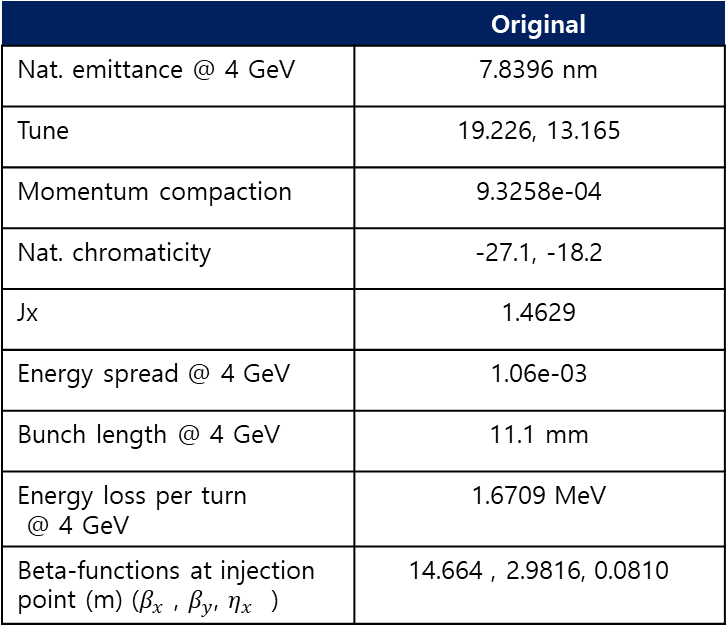 Original
Nat. emittance @ 4 GeV 7.8396 nm
Tune 19.226, 13.165
Momentum compaction 9.3258e-04
Nat. chromaticity -27.1, -18.2
Jx 1.4629
Energy spread @ 4 GeV 1.06e-03
Bunch length @ 4 GeV 11.1 mm
Energy loss per turn 1.6709 MeV
@ 4 GeV
Beta-functions at injection 14.664 , 2.9816, 0.0810
point (m) (βx , βy, ηx )